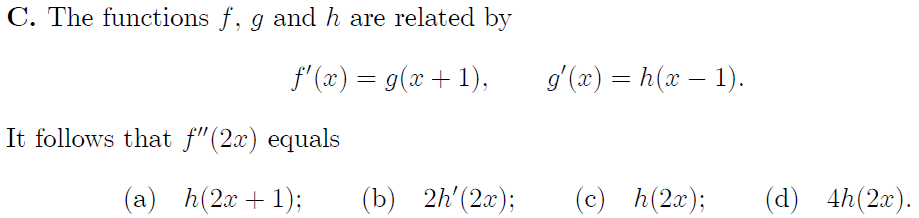 C. The functions f, g and h are related by
f′(x) = g(x + 1), g′(x) = h(x − 1).
It follows that f″(2x) equals
(a) h(2x + 1); (b) 2h′(2x); (c) h(2x); (d) 4h(2x).